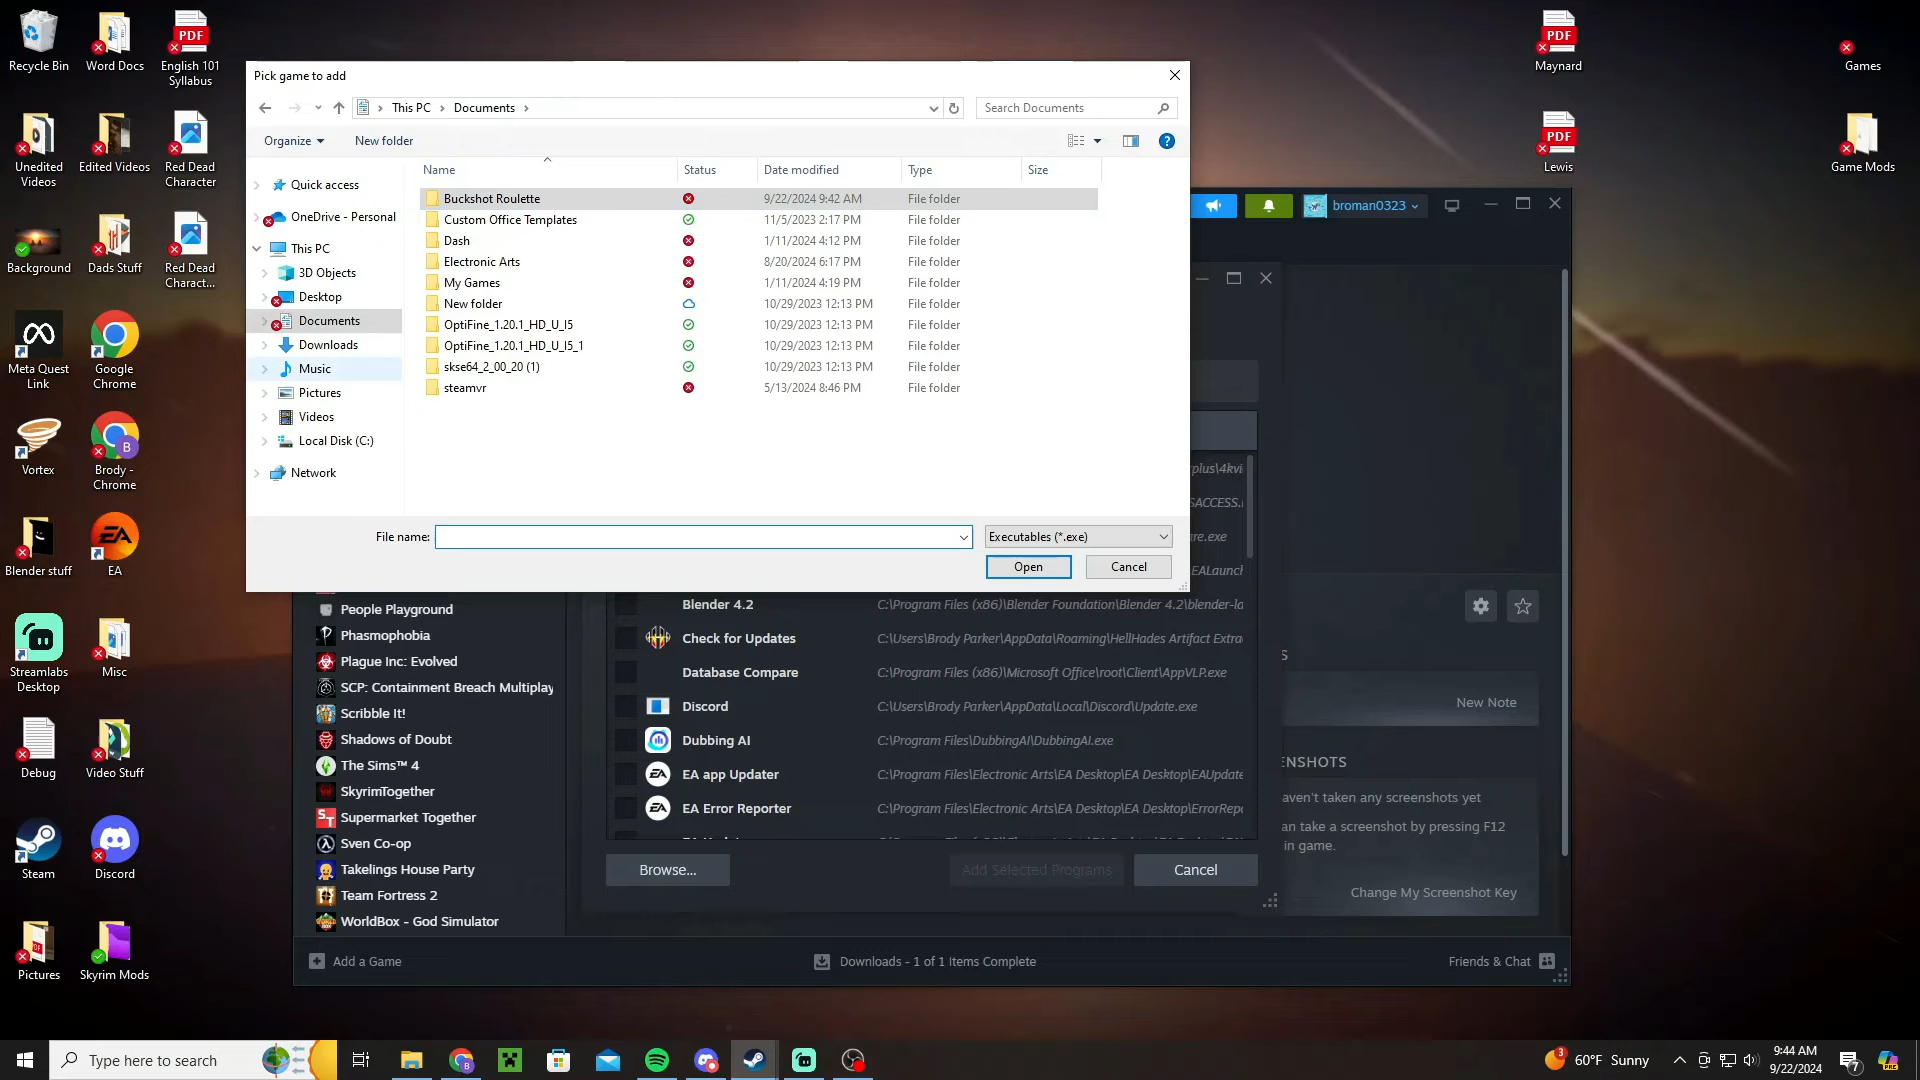 Recycle Bin
Word Docs
English 101
Syllabus
Unedited
Videos
Edited Videos
Red Dead
Character
Background
Dads Stuff
Red Dead
Charact...
Meta Quest
Link
Google
Chrome
Vortex
Brody -
Chrome
Blender stuff
EA
Streamlabs
Desktop
Misc
Debug
Video Stuff
Steam
Discord
Pictures
Skyrim Mods
Maynard
Games
Lewis
Game Mods
Pick game to add
This PC
Documents
Search Documents
Organize
New folder
Name
Status
Date modified
Type
Size
Quick access
OneDrive - Personal
This PC
3D Objects
Desktop
Documents
Downloads
Music
Pictures
Videos
Local Disk (C:)
Network
Buckshot Roulette 9/22/2024 9:42 AM File folder
Custom Office Templates 11/5/2023 2:17 PM File folder
Dash 1/11/2024 4:12 PM File folder
Electronic Arts 8/20/2024 6:17 PM File folder
My Games 1/11/2024 4:19 PM File folder
New folder 10/29/2023 12:13 PM File folder
OptiFine_1.20.1_HD_U_I5 10/29/2023 12:13 PM File folder
OptiFine_1.20.1_HD_U_I5_1 10/29/2023 12:13 PM File folder
skse64_2_00_20 (1) 10/29/2023 12:13 PM File folder
steamvr 5/13/2024 8:46 PM File folder
File name:
Executables (*.exe)
Open
Cancel
broman0323
plus\4kvi
SACCESS.
re.exe
EALaunch
People Playground
Phasmophobia
Plague Inc: Evolved
SCP: Containment Breach Multiplay
Scribble It!
Shadows of Doubt
The Sims™ 4
SkyrimTogether
Supermarket Together
Sven Co-op
Takelings House Party
Team Fortress 2
WorldBox - God Simulator
Blender 4.2 C:\Program Files (x86)\Blender Foundation\Blender 4.2\blender-la
Check for Updates C:\Users\Brody Parker\AppData\Roaming\HellHades Artifact Extra
Database Compare C:\Program Files (x86)\Microsoft Office\root\Client\AppVLP.exe
Discord C:\Users\Brody Parker\AppData\Local\Discord\Update.exe
Dubbing AI C:\Program Files\DubbingAI\DubbingAI.exe
EA app Updater C:\Program Files\Electronic Arts\EA Desktop\EA Desktop\EAUpdate
EA Error Reporter C:\Program Files\Electronic Arts\EA Desktop\EA Desktop\ErrorRep
Browse...
Add Selected Programs
Cancel
S
New Note
ENSHOTS
aven't taken any screenshots yet
an take a screenshot by pressing F12
in game.
Change My Screenshot Key
Add a Game
Downloads - 1 of 1 Items Complete
Friends & Chat
Type here to search
3
60°F Sunny
9:44 AM
9/22/2024
7